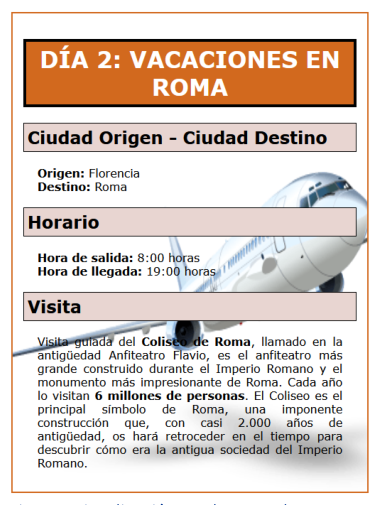 DÍA 2: VACACIONES EN
ROMA
Ciudad Origen - Ciudad Destino
Origen: Florencia
Destino: Roma
Horario
Hora de salida: 8:00 horas
Hora de llegada: 19:00 horas
Visita
Visita guiada del Coliseo de Roma, llamado en la
antigüedad Anfiteatro Flavio, es el anfiteatro más
grande construido durante el Imperio Romano y el
monumento más impresionante de Roma. Cada año
lo visitan 6 millones de personas. El Coliseo es el
principal símbolo de Roma, una imponente
construcción que, con casi 2.000 años de
antigüedad, os hará retroceder en el tiempo para
descubrir cómo era la antigua sociedad del Imperio
Romano.